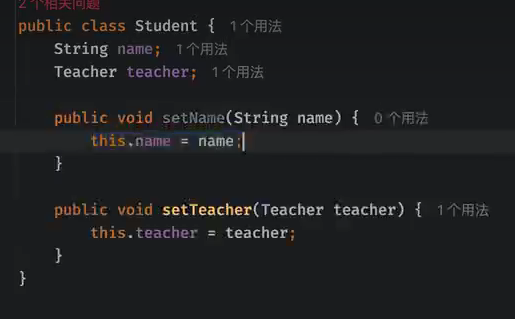 2 个相关问题
public class Student { 1个用法
String name; 1个用法
Teacher teacher; 1个用法
public void setName(String name) { 0个用法
this.name = name;
}
public void setTeacher(Teacher teacher) { 1个用法
this.teacher = teacher;
}
}